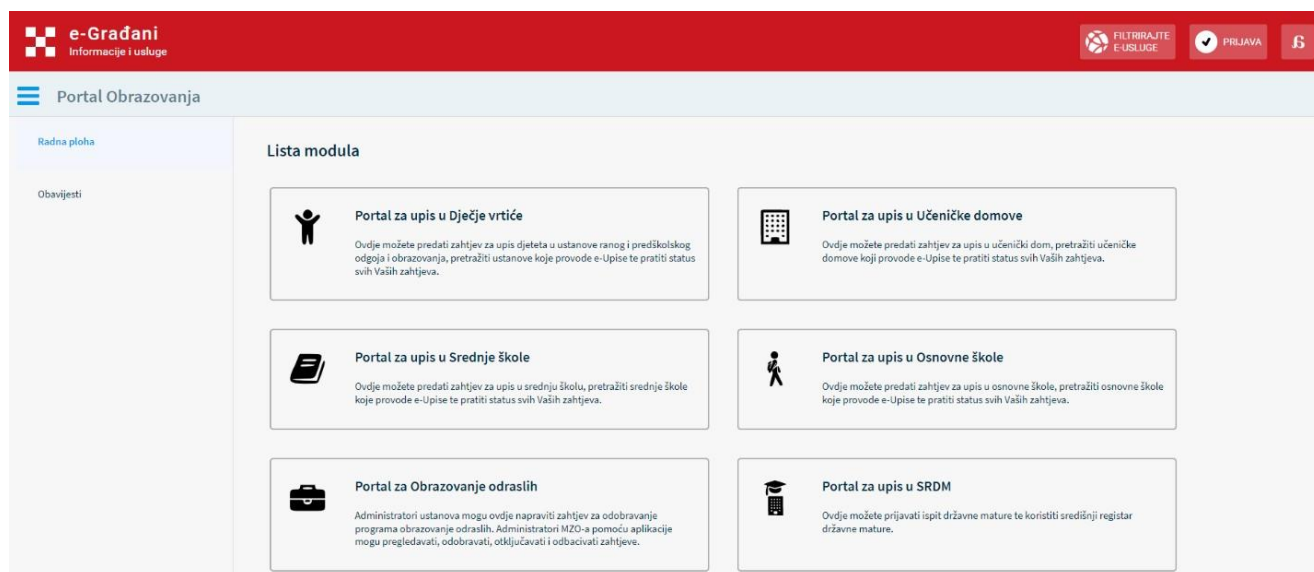 e-Građani
Informacije i usluge
FILTRIRAJTE
E-USLUGE
PRIJAVA
Portal Obrazovanja
Radna ploha
Obavijesti
Lista modula
Portal za upis u Dječje vrtiće
Ovdje možete predati zahtjev za upis djeteta u ustanove ranog i predškolskog
odgoja i obrazovanja, pretražiti ustanove koje provode e-Upise te pratiti status
svih Vaših zahtjeva.
Portal za upis u Učeničke domove
Ovdje možete predati zahtjev za upis u učenički dom, pretražiti učeničke
domove koji provode e-Upise te pratiti status svih Vaših zahtjeva.
Portal za upis u Srednje škole
Ovdje možete predati zahtjev za upis u srednju školu, pretražiti srednje škole
koje provode e-Upise te pratiti status svih Vaših zahtjeva.
Portal za upis u Osnovne škole
Ovdje možete predati zahtjev za upis u osnovne škole, pretražiti osnovne škole
koje provode e-Upise te pratiti status svih Vaših zahtjeva.
Portal za Obrazovanje odraslih
Administratori ustanova mogu ovdje napraviti zahtjev za odobravanje
programa obrazovanje odraslih. Administratori MZO-a pomoću aplikacije
mogu pregledavati, odobravati, otključavati i odbacivati zahtjeve.
Portal za upis u SRDM
Ovdje možete prijavati ispit državne mature te koristiti središnji registar
državne mature.